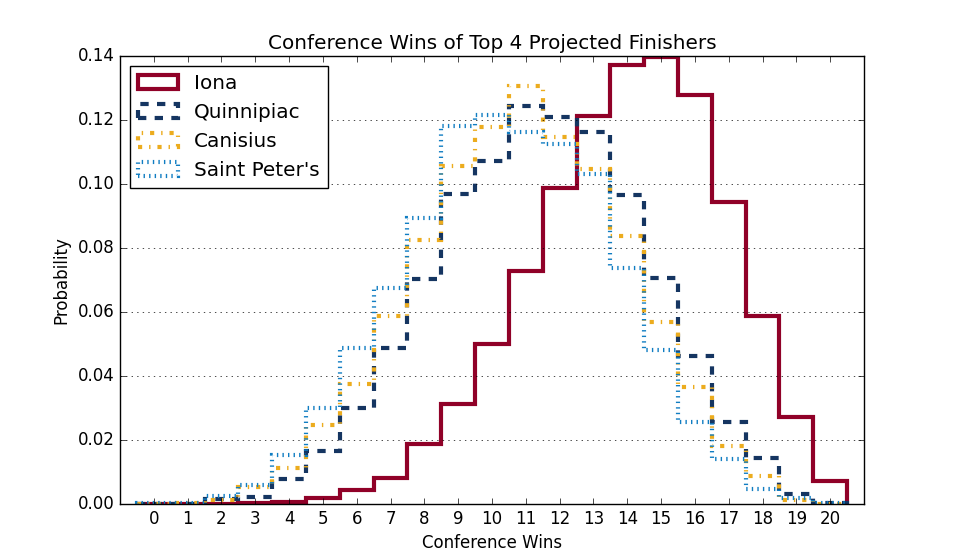 Conference Wins of Top 4 Projected Finishers
0.14
0.12
0.10
0.08
0.06
0.04
0.02
0.00
Probability
Iona
Quinnipiac
Canisius
Saint Peter's
0 1 2 3 4 5 6 7 8 9 10 11 12 13 14 15 16 17 18 19 20
Conference Wins